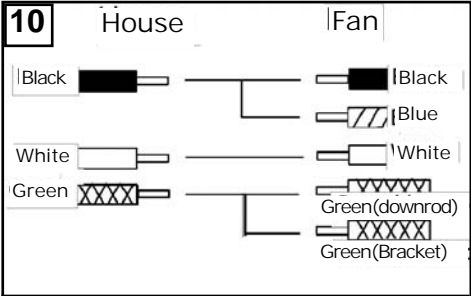 10 House Fan
Black Black
Blue
White White
Green
Green(downrod)
Green(Bracket)